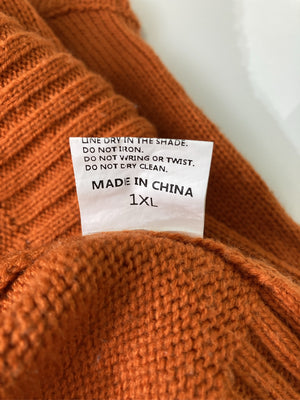 LINE DRY IN THE SHADE.
DO NOT IRON.
DO NOT WRING OR TWIST.
DO NOT DRY CLEAN.
MADE IN CHINA
1XL